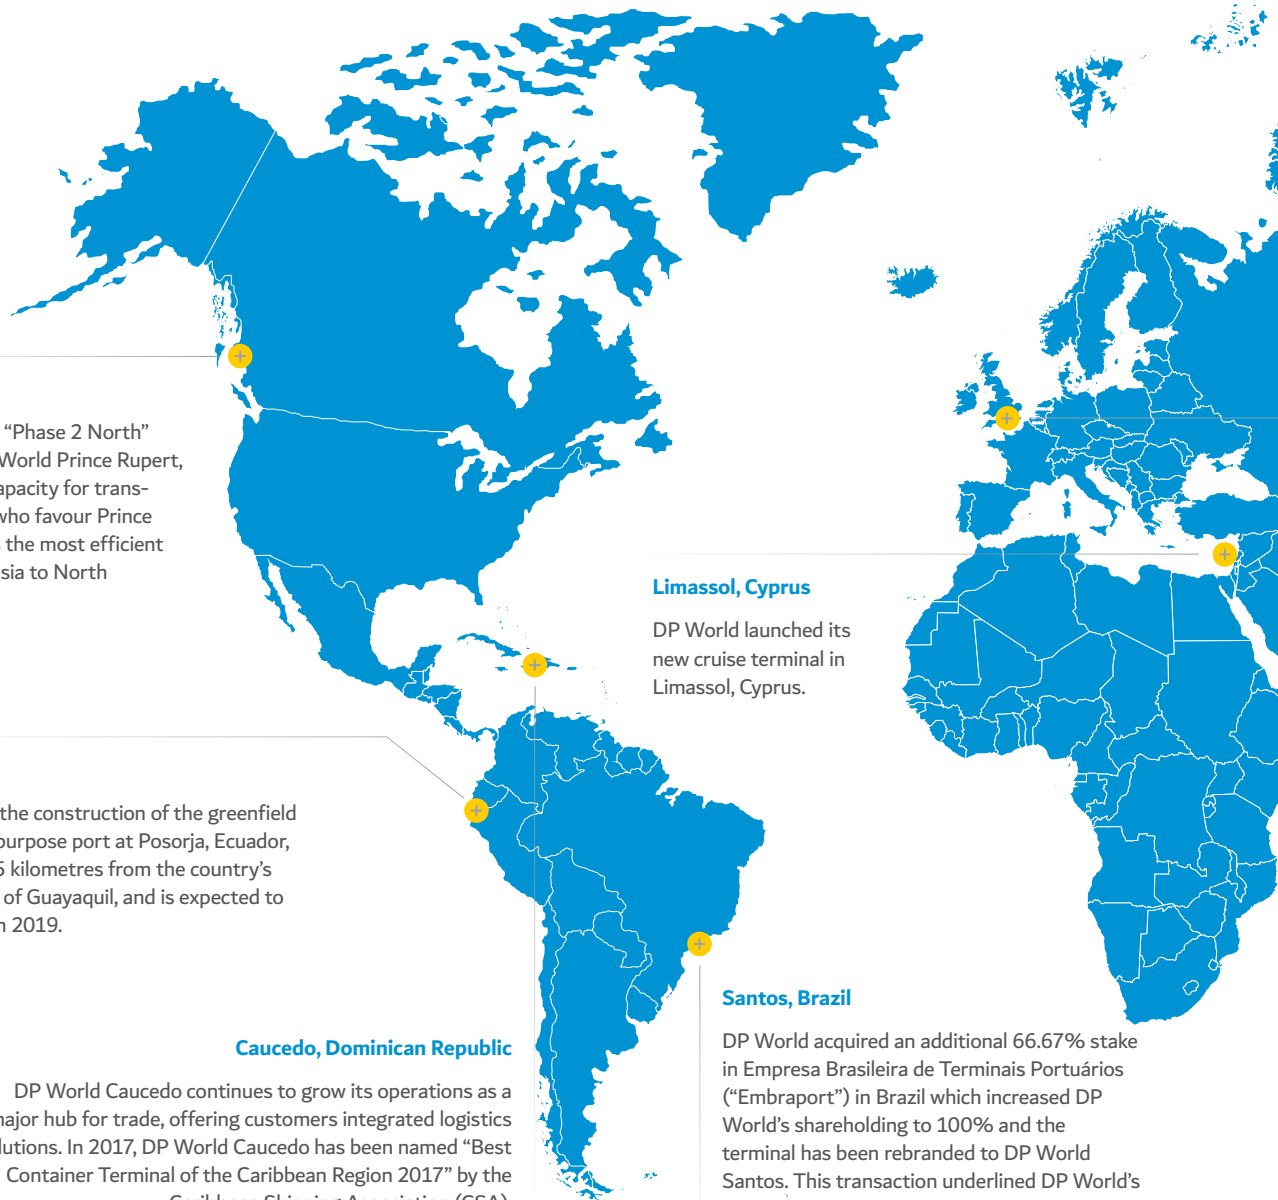 “Phase 2 North”
World Prince Rupert,
apacity for trans-
who favour Prince
the most efficient
sia to North
Limassol, Cyprus
DP World launched its
new cruise terminal in
Limassol, Cyprus.
the construction of the greenfield
purpose port at Posorja, Ecuador,
5 kilometres from the country’s
of Guayaquil, and is expected to
n 2019.
Caucedo, Dominican Republic
DP World Caucedo continues to grow its operations as a
major hub for trade, offering customers integrated logistics
lutions. In 2017, DP World Caucedo has been named “Best
Container Terminal of the Caribbean Region 2017” by the
Caribbean Shipping Association (CSA).
Santos, Brazil
DP World acquired an additional 66.67% stake
in Empresa Brasileira de Terminais Portuários
(“Embraport”) in Brazil which increased DP
World’s shareholding to 100% and the
terminal has been rebranded to DP World
Santos. This transaction underlined DP World’s